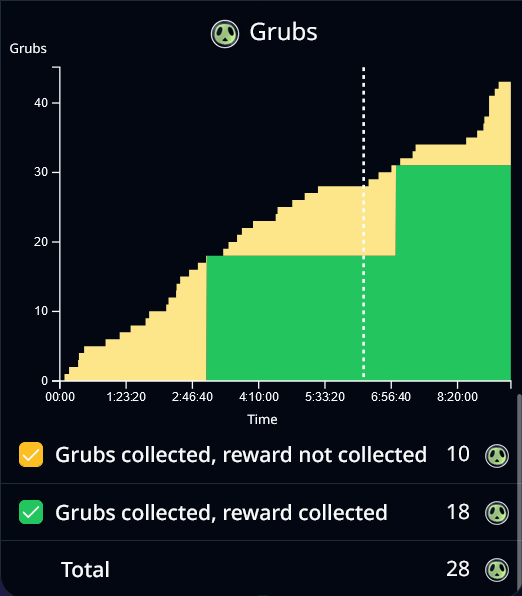 Grubs
Grubs
40
30
20
10
0
00:00 1:23:20 2:46:40 4:10:00 5:33:20 6:56:40 8:20:00
Time
Grubs collected, reward not collected 10
Grubs collected, reward collected 18
Total 28